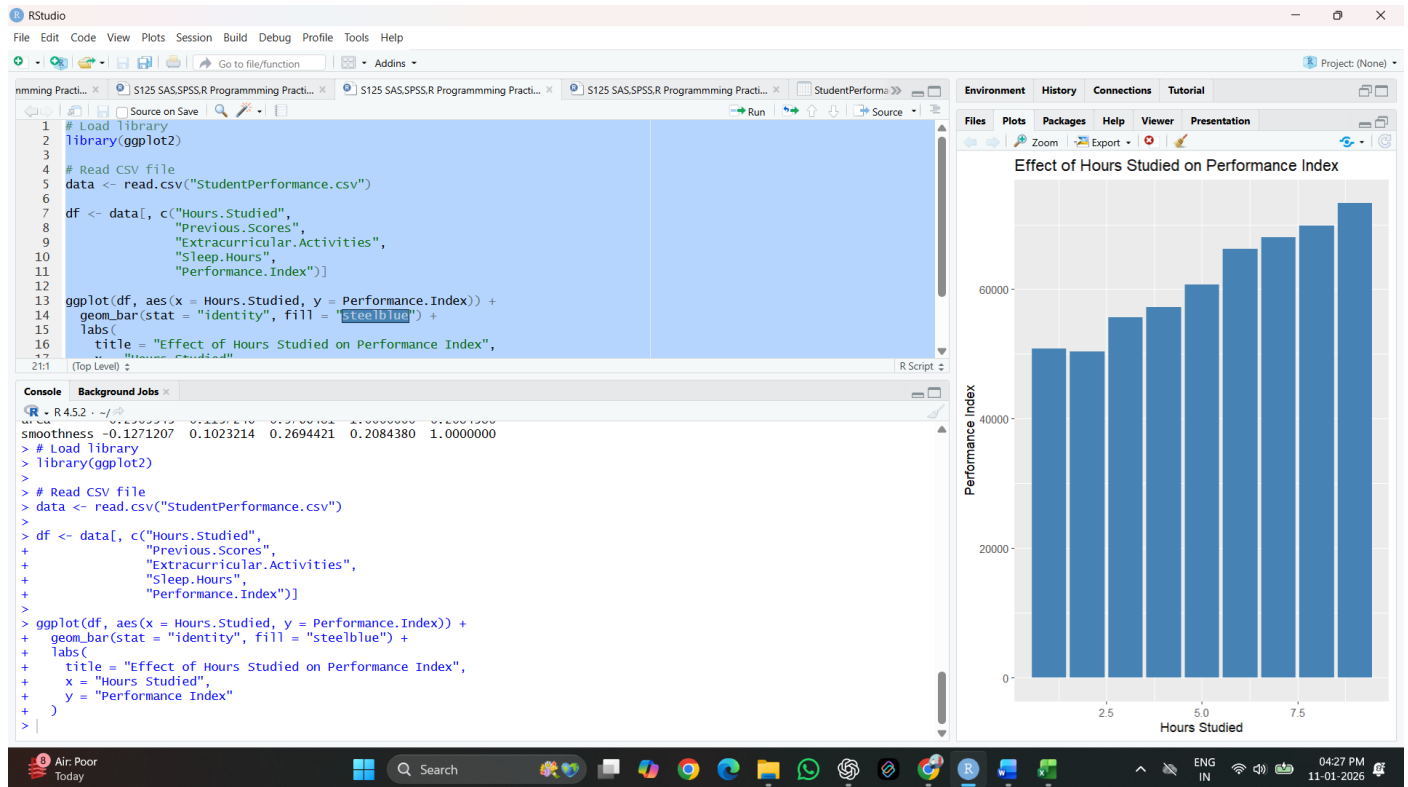 RStudio
File Edit Code View Plots Session Build Debug Profile Tools Help
Go to file/function Addins Project: (None)
nmming Practi... S125 SAS,SPSS,R Programmming Practi... S125 SAS,SPSS,R Programmming Practi... S125 SAS,SPSS,R Programmming Practi... StudentPerforma
Source on Save Run Source
1 # Load library
2 library(ggplot2)
3
4 # Read CSV file
5 data <- read.csv("StudentPerformance.csv")
6
7 df <- data[, c("Hours.Studied",
8 "Previous.Scores",
9 "Extracurricular.Activities",
10 "Sleep.Hours",
11 "Performance.Index")]
12
13 ggplot(df, aes(x = Hours.Studied, y = Performance.Index)) +
14 geom_bar(stat = "identity", fill = "steelblue") +
15 labs(
16 title = "Effect of Hours Studied on Performance Index",
21:1 (Top Level) R Script
Console Background Jobs
R 4.5.2 · ~/
smoothness -0.1271207 0.1023214 0.2694421 0.2084380 1.0000000
> # Load library
> library(ggplot2)
>
> # Read CSV file
> data <- read.csv("StudentPerformance.csv")
>
> df <- data[, c("Hours.Studied",
+ "Previous.Scores",
+ "Extracurricular.Activities",
+ "Sleep.Hours",
+ "Performance.Index")]
>
> ggplot(df, aes(x = Hours.Studied, y = Performance.Index)) +
+ geom_bar(stat = "identity", fill = "steelblue") +
+ labs(
+ title = "Effect of Hours Studied on Performance Index",
+ x = "Hours Studied",
+ y = "Performance Index"
+ )
>
Environment History Connections Tutorial
Files Plots Packages Help Viewer Presentation
Zoom Export
Effect of Hours Studied on Performance Index
60000
40000
20000
0
Performance Index
2.5 5.0 7.5
Hours Studied
8 Air: Poor
Today
Search
ENG
IN
04:27 PM
11-01-2026